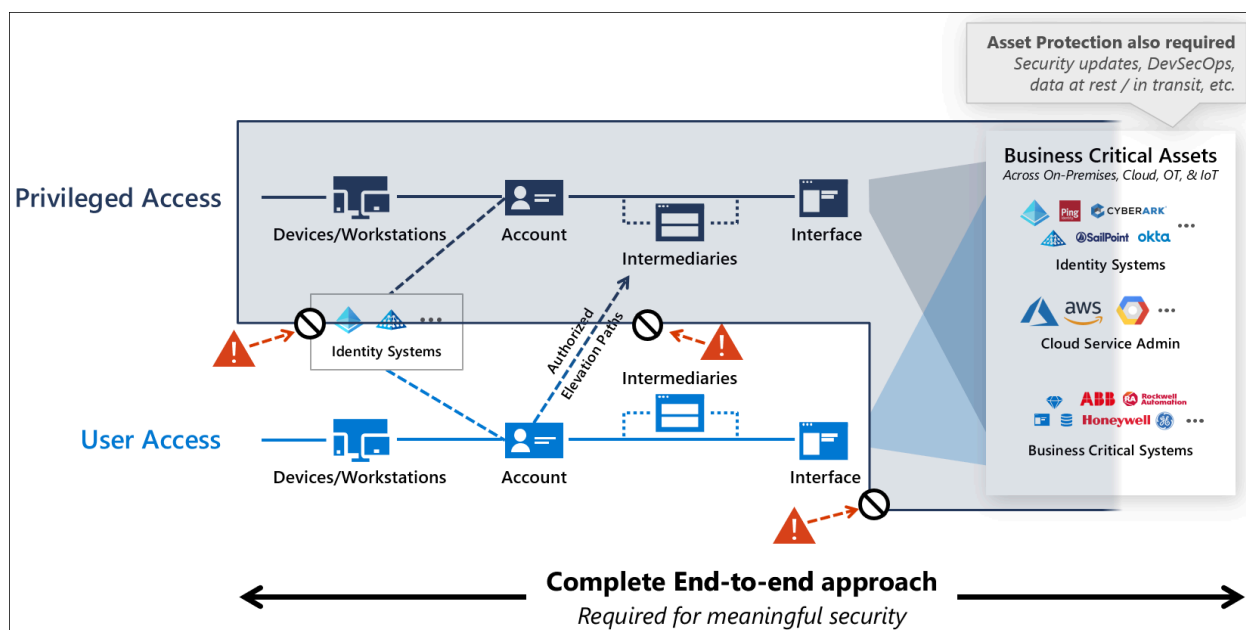 Asset Protection also required
Security updates, DevSecOps,
data at rest / in transit, etc.
Business Critical Assets
Across On-Premises, Cloud, OT, & IoT
Privileged Access
Devices/Workstations
Account
Intermediaries
Interface
Ping
CYBERARK
SailPoint
okta
Identity Systems
Identity Systems
Authorized
Elevation Paths
aws
Cloud Service Admin
Intermediaries
User Access
Devices/Workstations
Account
Interface
ABB
RA
Rockwell
Automation
Honeywell
GE
Business Critical Systems
Complete End-to-end approach
Required for meaningful security